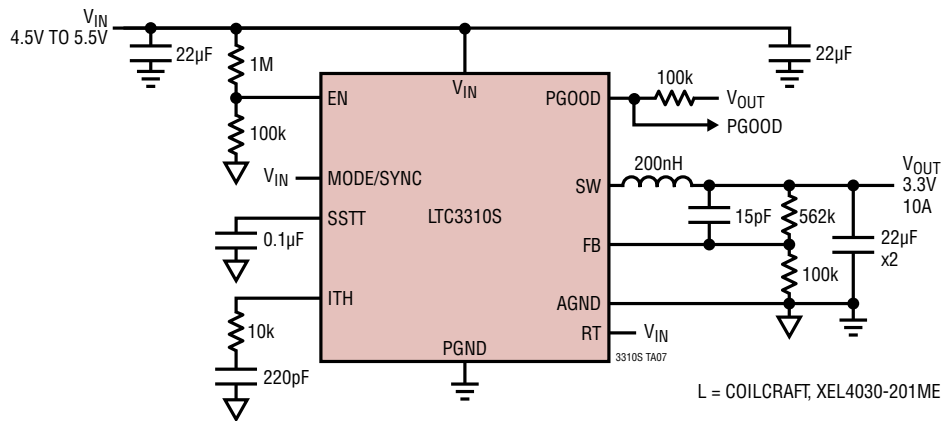 VIN
4.5V TO 5.5V
22µF
1M
22µF
100k
VOUT
PGOOD
EN
VIN
PGOOD
100k
VIN
MODE/SYNC
200nH
SW
VOUT
3.3V
10A
SSTT
LTC3310S
0.1µF
15pF
562k
FB
22µF
x2
100k
ITH
AGND
10k
RT
VIN
PGND
3310S TA07
220pF
L = COILCRAFT, XEL4030-201ME